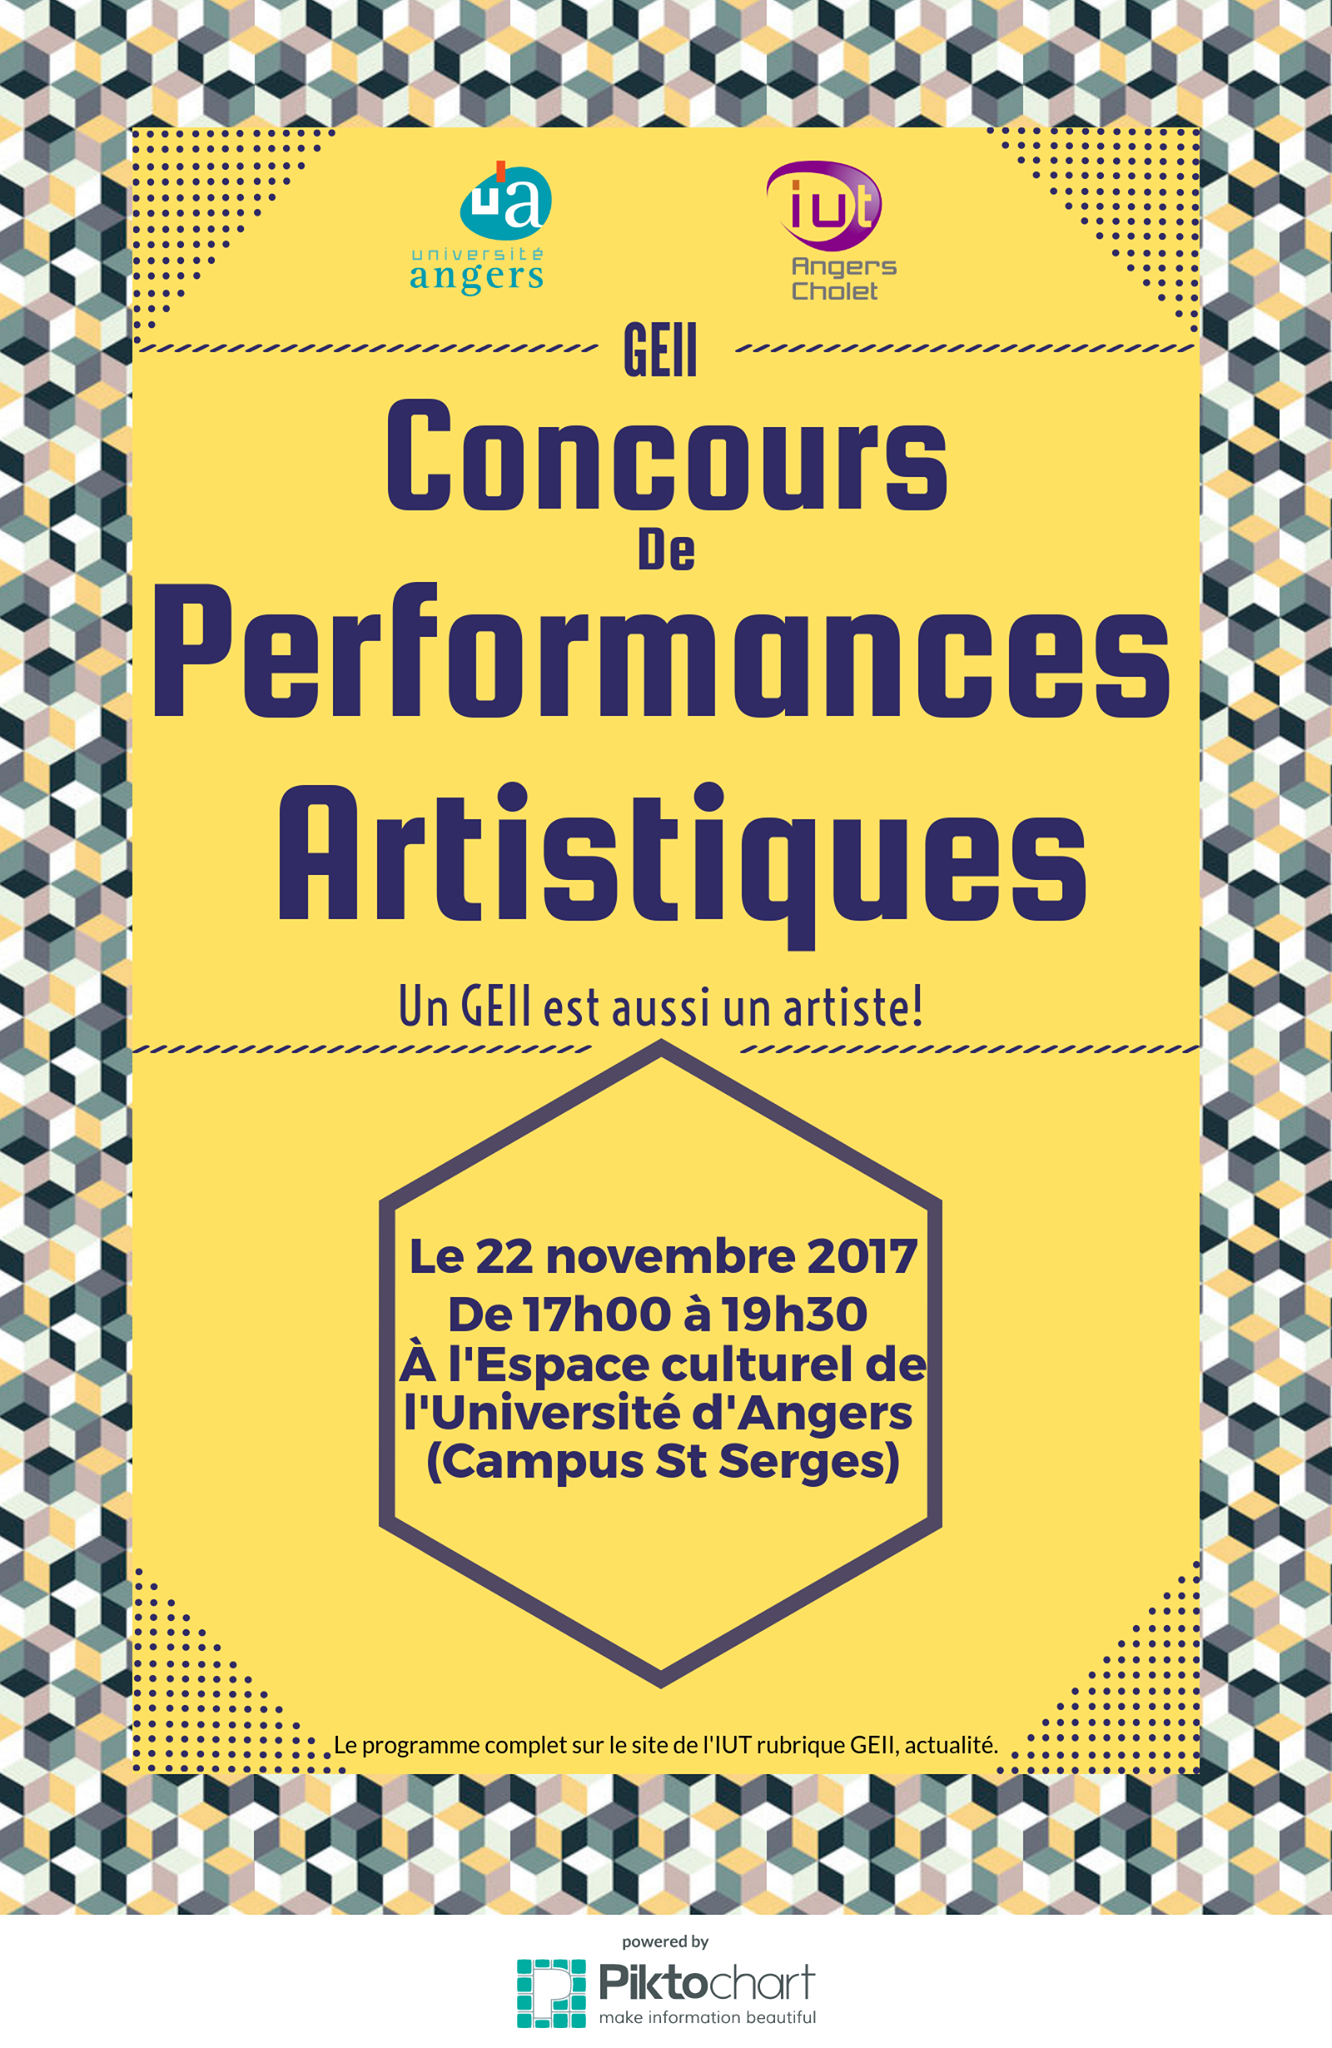 ua
université
angers
iut
Angers
Cholet
GEII
Concours
De
Performances
Artistiques
Un GEII est aussi un artiste!
Le 22 novembre 2017
De 17h00 à 19h30
À l'Espace culturel de
l'Université d'Angers
(Campus St Serges)
Le programme complet sur le site de l'IUT rubrique GEII, actualité.
powered by
Piktochart
make information beautiful